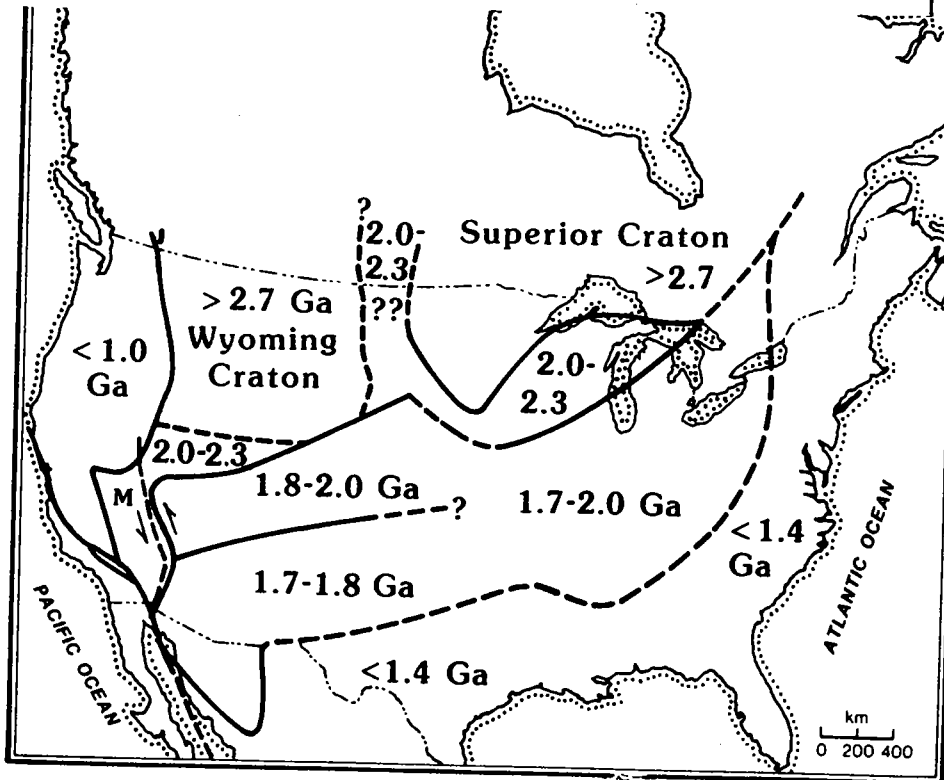 ?
2.0-
2.3
??
Superior Craton
>2.7
>2.7 Ga
Wyoming
Craton
<1.0
Ga
2.0-
2.3
2.0-2.3
M
1.8-2.0 Ga
?
1.7-2.0 Ga
<1.4
Ga
1.7-1.8 Ga
<1.4 Ga
PACIFIC OCEAN
ATLANTIC OCEAN
km
0 200 400